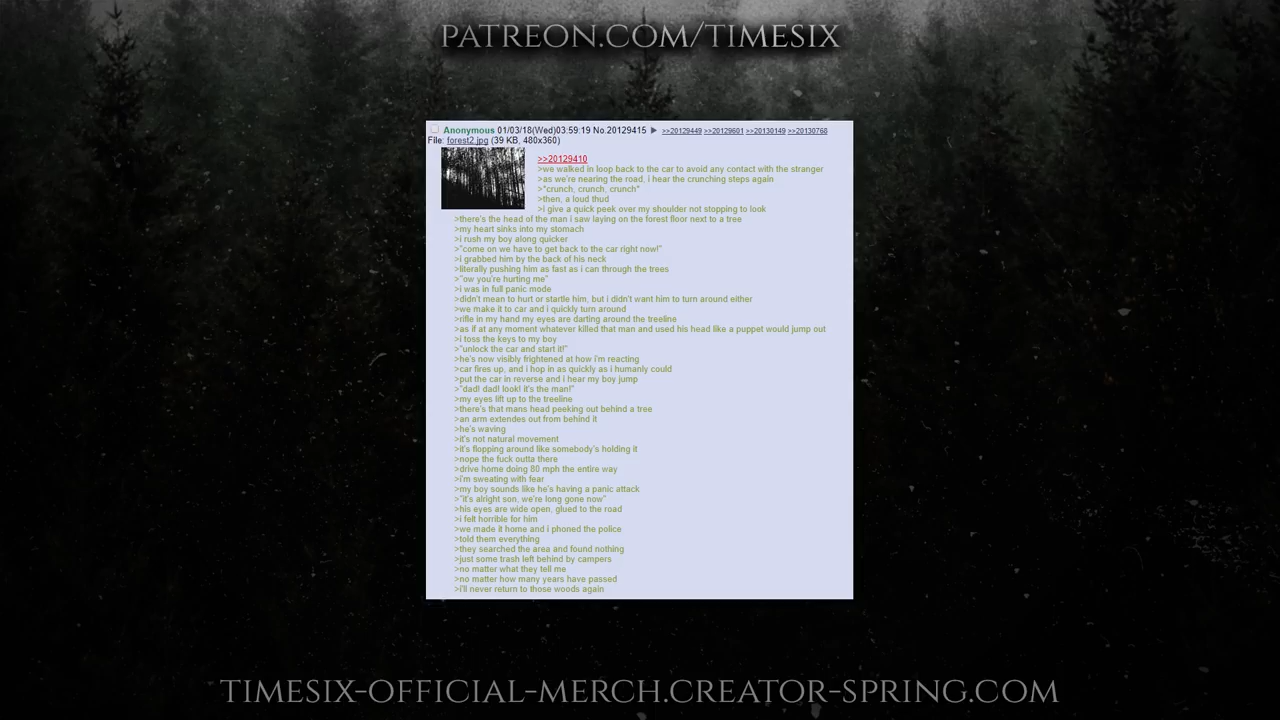 PATREON.COM/TIMESIX
Anonymous 01/03/18(Wed)03:59:19 No.20129415 ▶ >>20129449 >>20129601 >>20130149 >>20130768
File: forest2.jpg (39 KB, 480x360)
>>20129410
>we walked in loop back to the car to avoid any contact with the stranger
>as we're nearing the road, i hear the crunching steps again
>*crunch, crunch, crunch*
>then, a loud thud
>i give a quick peek over my shoulder not stopping to look
>there's the head of the man i saw laying on the forest floor next to a tree
>my heart sinks into my stomach
>i rush my boy along quicker
>"come on we have to get back to the car right now!"
>i grabbed him by the back of his neck
>literally pushing him as fast as i can through the trees
>"ow you're hurting me"
>i was in full panic mode
>didn't mean to hurt or startle him, but i didn't want him to turn around either
>we make it to car and i quickly turn around
>rifle in my hand my eyes are darting around the treeline
>as if at any moment whatever killed that man and used his head like a puppet would jump out
>i toss the keys to my boy
>"unlock the car and start it!"
>he's now visibly frightened at how i'm reacting
>car fires up, and i hop in as quickly as i humanly could
>put the car in reverse and i hear my boy jump
>"dad! dad! look! it's the man!"
>my eyes lift up to the treeline
>there's that mans head peeking out behind a tree
>an arm extendes out from behind it
>he's waving
>it's not natural movement
>it's flopping around like somebody's holding it
>nope the fuck outta there
>drive home doing 80 mph the entire way
>i'm sweating with fear
>my boy sounds like he's having a panic attack
>"it's alright son, we're long gone now"
>his eyes are wide open, glued to the road
>i felt horrible for him
>we made it home and i phoned the police
>told them everything
>they searched the area and found nothing
>just some trash left behind by campers
>no matter what they tell me
>no matter how many years have passed
>i'll never return to those woods again
TIMESIX-OFFICIAL-MERCH.CREATOR-SPRING.COM